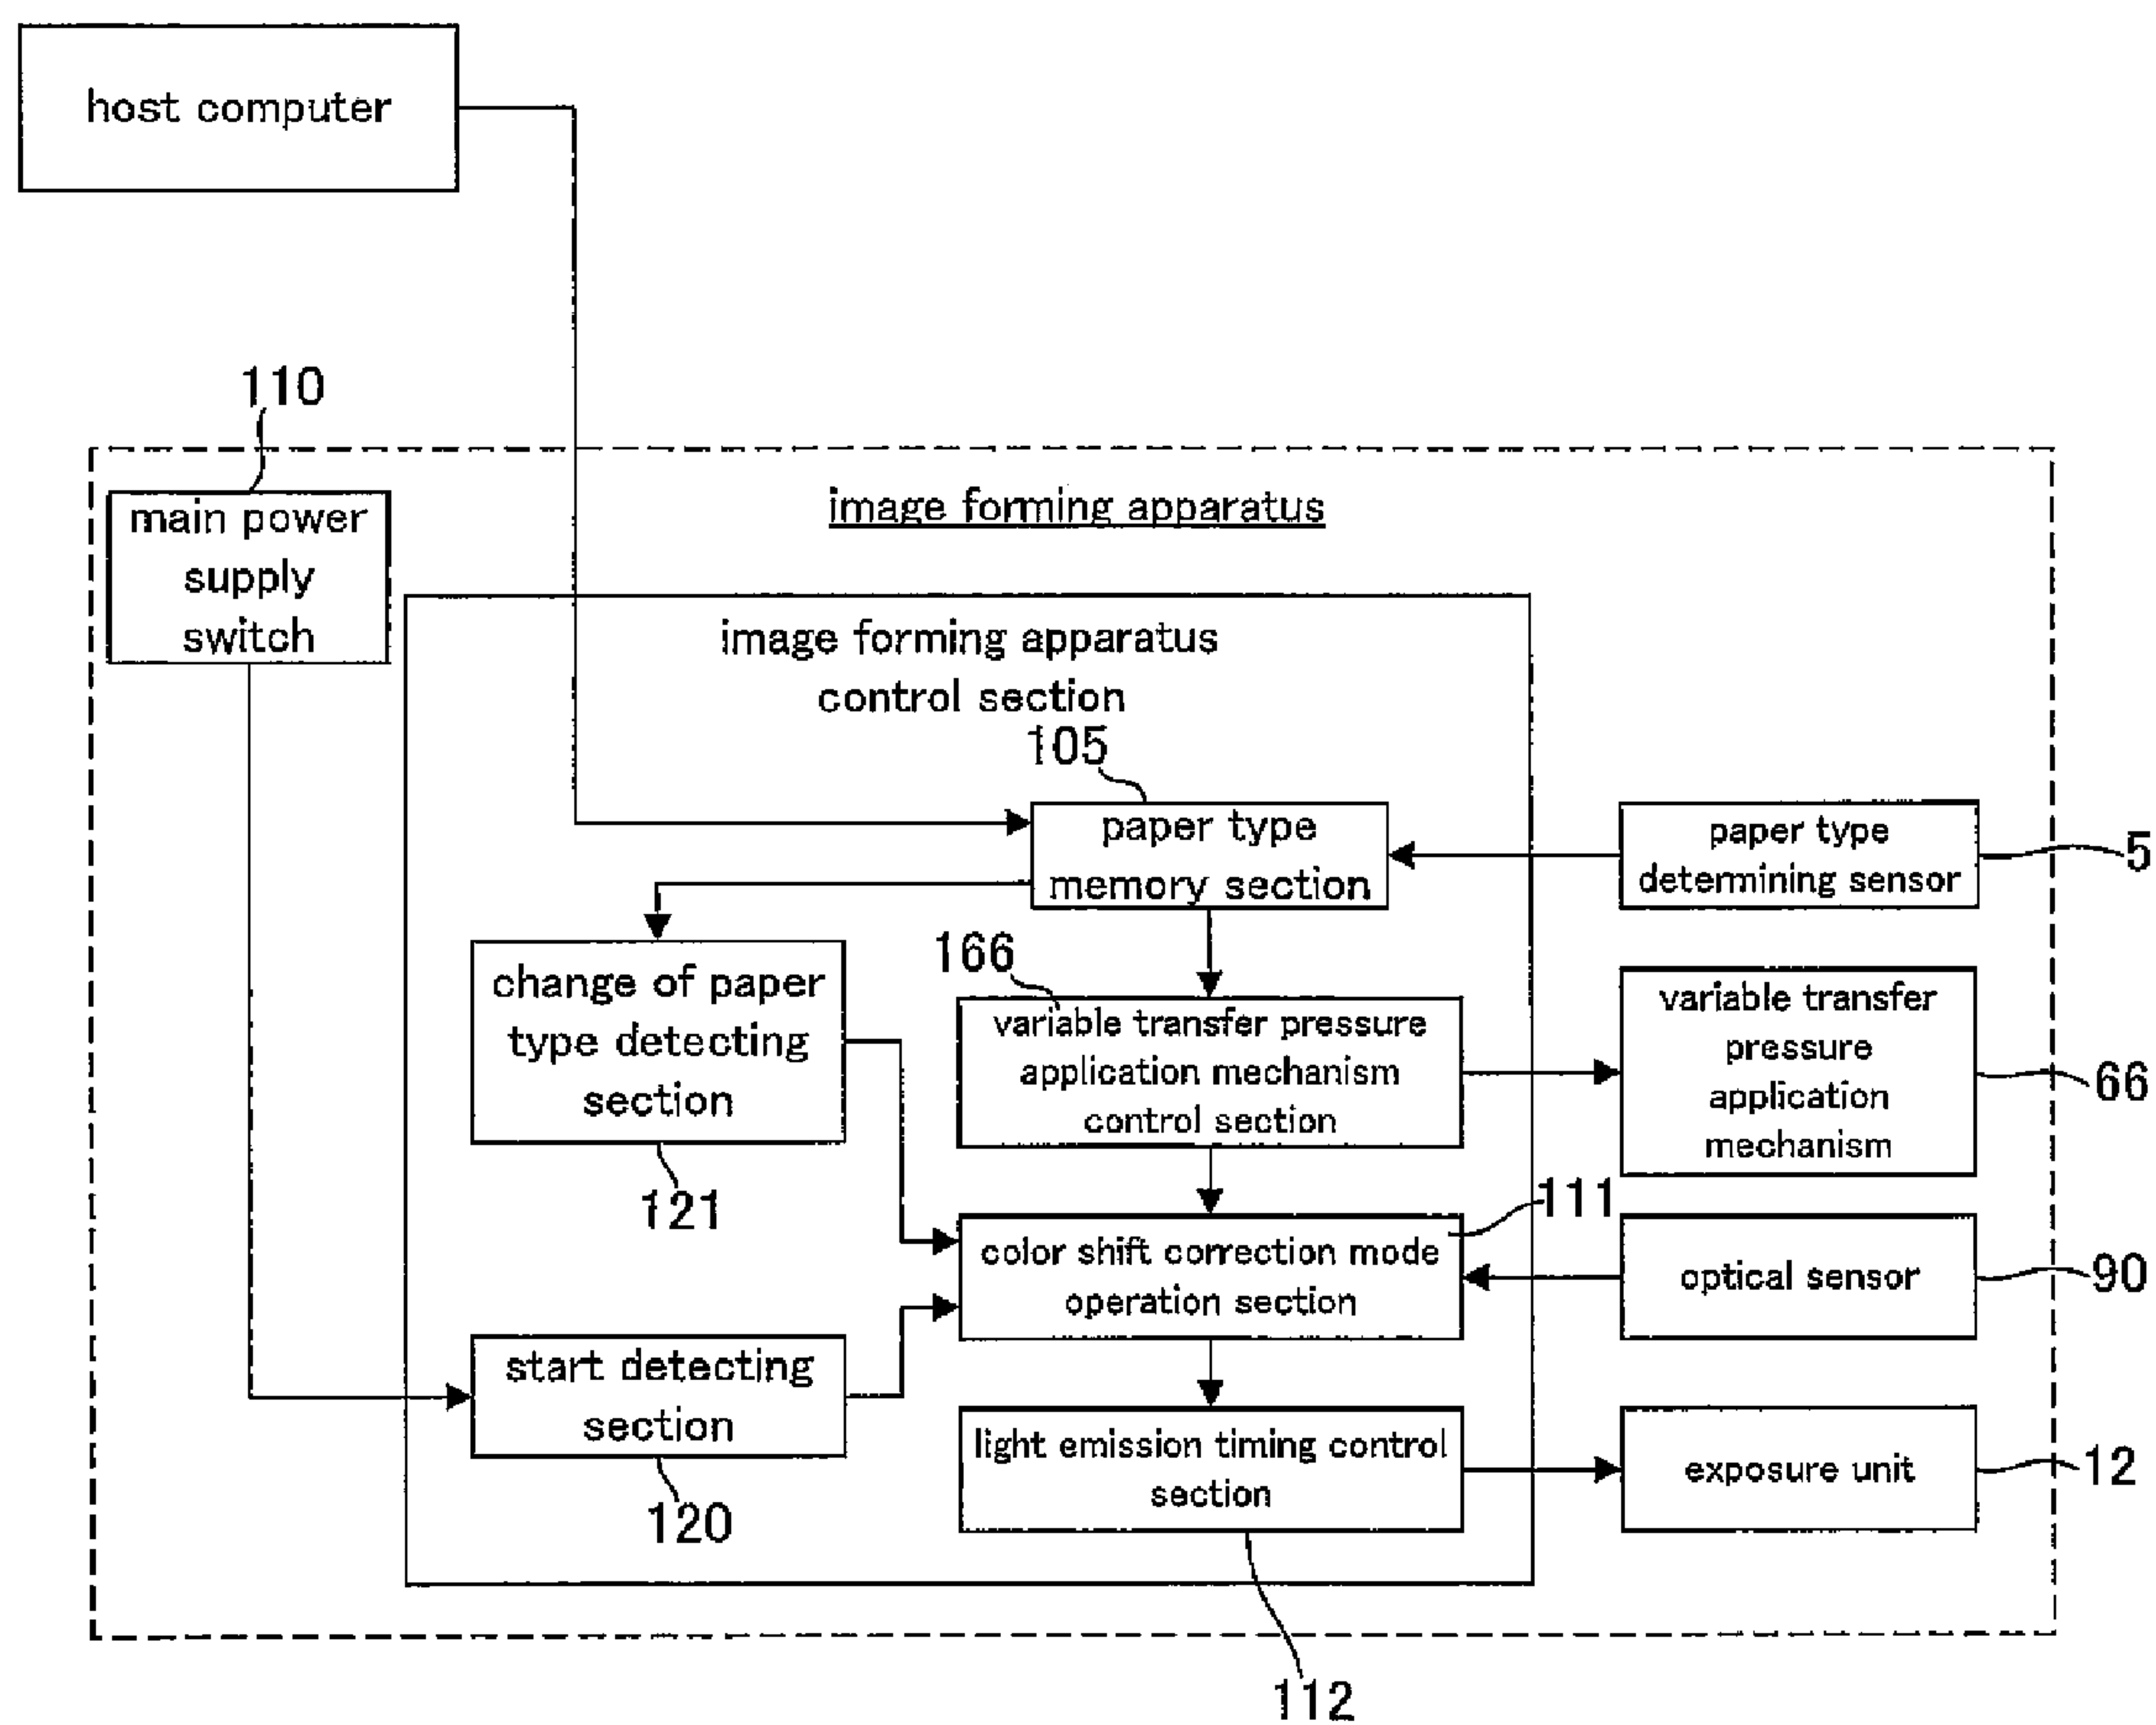 host computer
110
main power
supply
switch
image forming apparatus
image forming apparatus
control section
105
paper type
memory section
paper type
determining sensor
5
change of paper
type detecting
section
121
166
variable transfer pressure
application mechanism
control section
variable transfer
pressure
application
mechanism
66
111
color shift correction mode
operation section
optical sensor
90
start detecting
section
120
light emission timing control
section
112
exposure unit
12